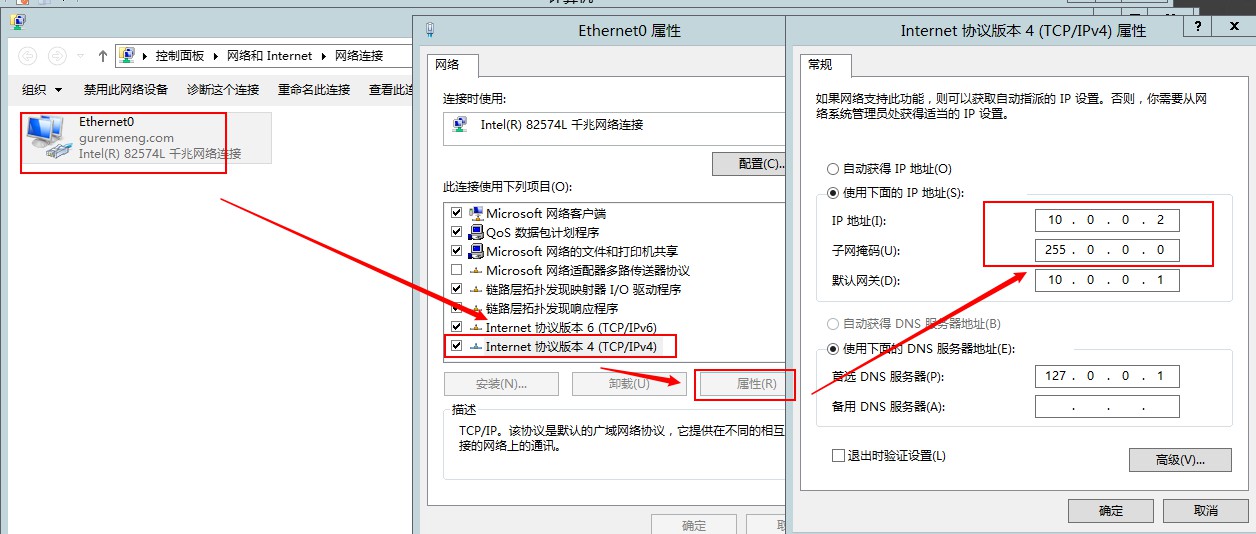 控制面板 网络和 Internet 网络连接
组织 禁用此网络设备 诊断这个连接 重命名此连接 查看此
Ethernet0
gurenmeng.com
Intel(R) 82574L 千兆网络连接
Ethernet0 属性
网络
连接时使用:
Intel(R) 82574L 千兆网络连接
配置(C)...
此连接使用下列项目(O):
Microsoft 网络客户端
QoS 数据包计划程序
Microsoft 网络的文件和打印机共享
Microsoft 网络适配器多路传送器协议
链路层拓扑发现映射器 I/O 驱动程序
链路层拓扑发现响应程序
Internet 协议版本 6 (TCP/IPv6)
Internet 协议版本 4 (TCP/IPv4)
安装(N)... 卸载(U) 属性(R)
描述
TCP/IP。该协议是默认的广域网络协议，它提供在不同的相互
接的网络上的通讯。
确定
Internet 协议版本 4 (TCP/IPv4) 属性
? X
常规
如果网络支持此功能，则可以获取自动指派的 IP 设置。否则，你需要从网
络系统管理员处获得适当的 IP 设置。
自动获得 IP 地址(O)
使用下面的 IP 地址(S):
IP 地址(I): 10 . 0 . 0 . 2
子网掩码(U): 255 . 0 . 0 . 0
默认网关(D): 10 . 0 . 0 . 1
自动获得 DNS 服务器地址(B)
使用下面的 DNS 服务器地址(E):
首选 DNS 服务器(P): 127 . 0 . 0 . 1
备用 DNS 服务器(A): . . .
退出时验证设置(L)
高级(V)...
确定 取消